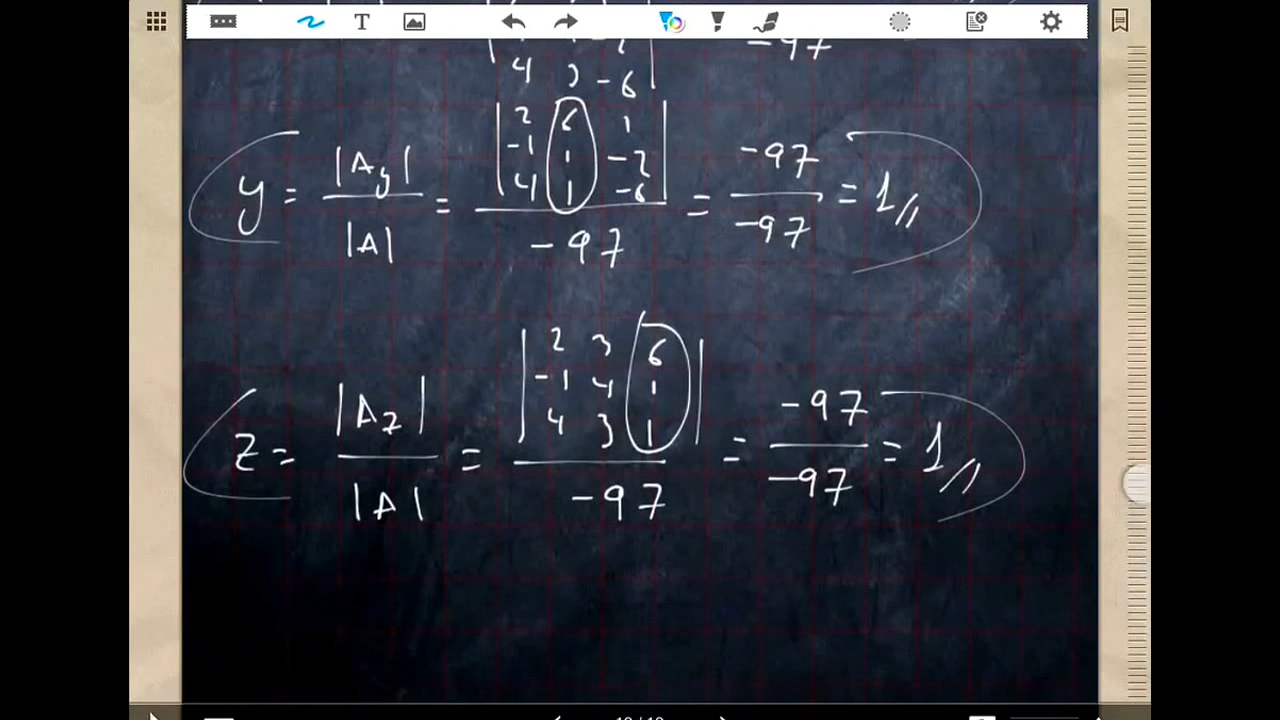 4 3 -6
-97
y = |Ay| / |A| = |2 6 1
-1 1 -2
4 1 -6| / -97 = -97 / -97 = 1
z = |Az| / |A| = |2 3 6
-1 4 1
4 3 1| / -97 = -97 / -97 = 1